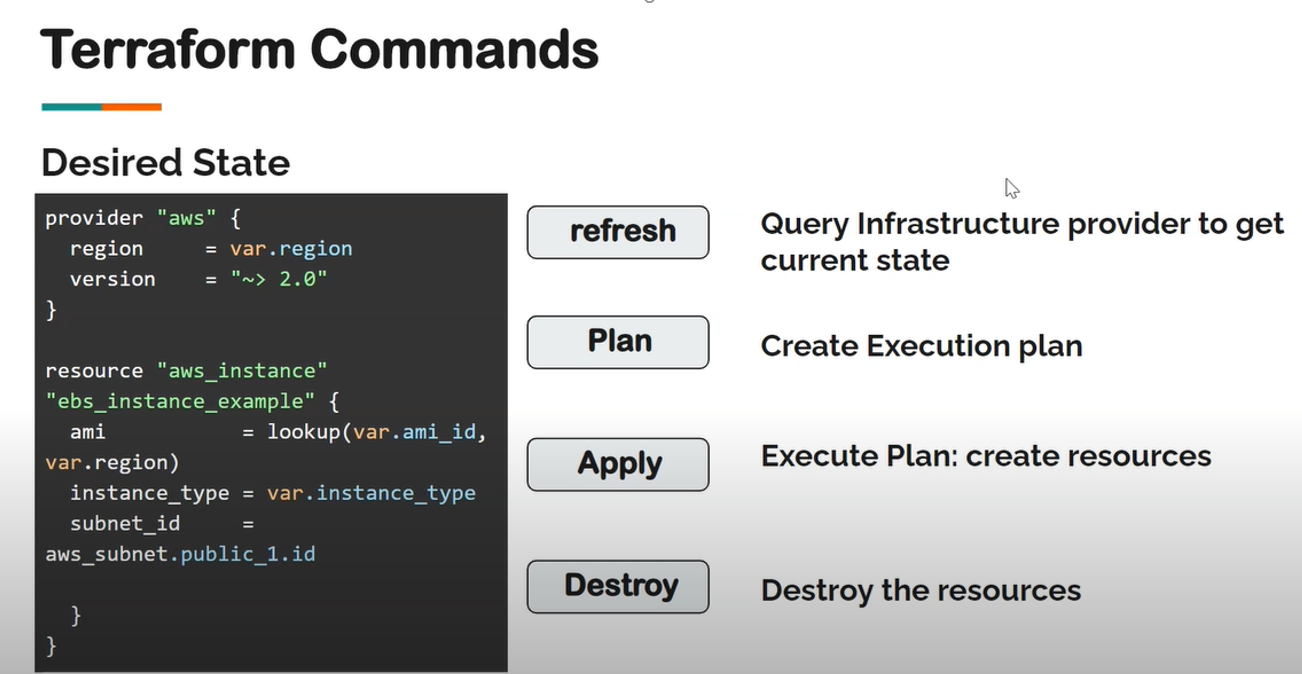 Terraform Commands
Desired State
provider "aws" {
  region     = var.region
  version    = "~> 2.0"
}
resource "aws_instance"
"ebs_instance_example" {
  ami           = lookup(var.ami_id,
var.region)
  instance_type = var.instance_type
  subnet_id     =
aws_subnet.public_1.id
  }
}
refresh
Query Infrastructure provider to get
current state
Plan
Create Execution plan
Apply
Execute Plan: create resources
Destroy
Destroy the resources